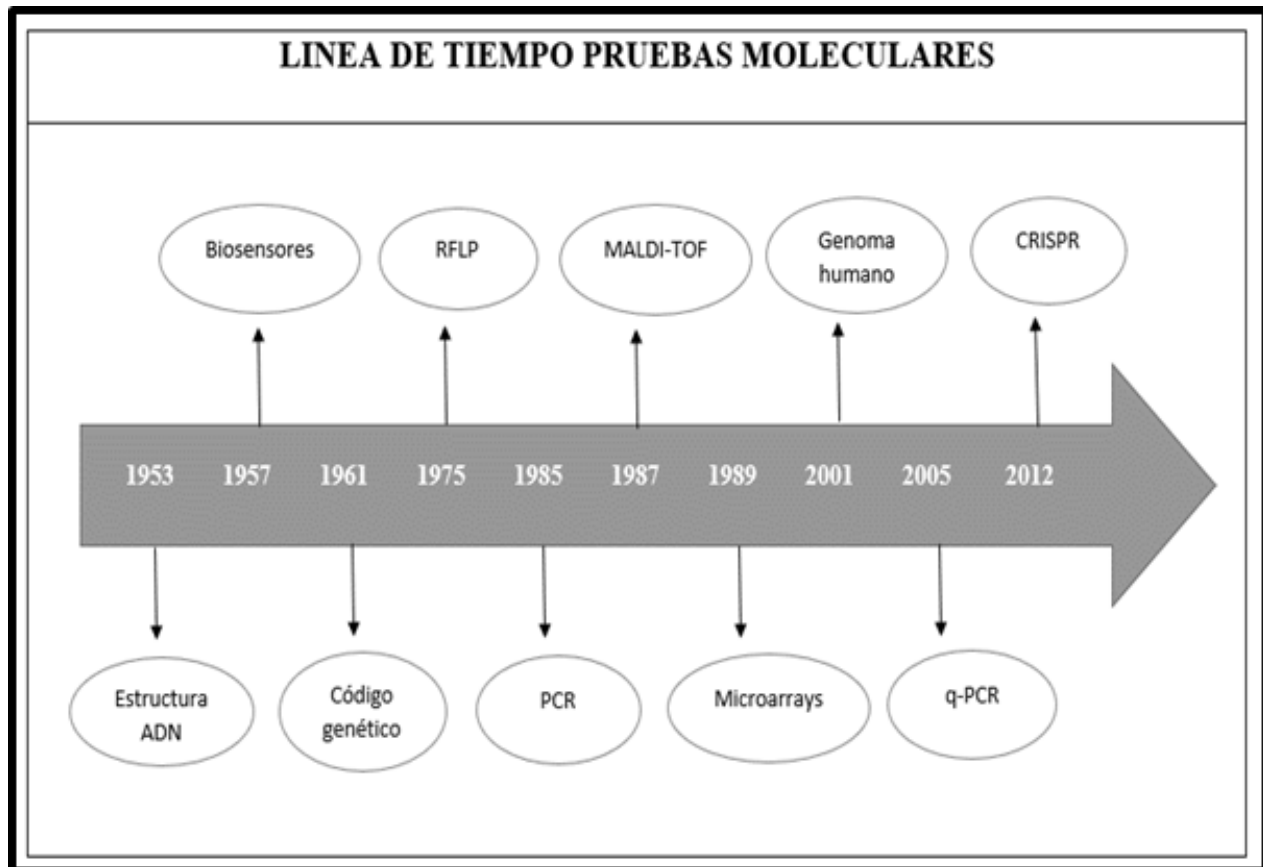 LINEA DE TIEMPO PRUEBAS MOLECULARES
Biosensores
RFLP
MALDI-TOF
Genoma
humano
CRISPR
1953 1957 1961 1975 1985 1987 1989 2001 2005 2012
Estructura
ADN
Código
genético
PCR
Microarrays
q-PCR